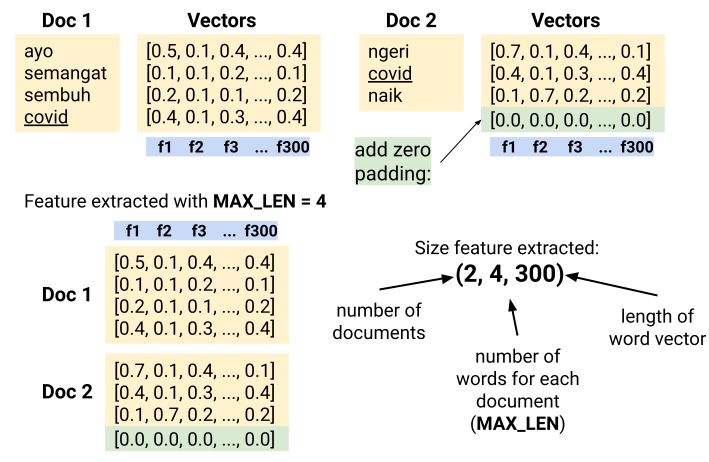 Doc 1
Vectors
ayo
semangat
sembuh
covid
[0.5, 0.1, 0.4, ..., 0.4]
[0.1, 0.1, 0.2, ..., 0.1]
[0.2, 0.1, 0.1, ..., 0.2]
[0.4, 0.1, 0.3, ..., 0.4]
f1 f2 f3 ... f300
Doc 2
Vectors
ngeri
covid
naik
[0.7, 0.1, 0.4, ..., 0.1]
[0.4, 0.1, 0.3, ..., 0.4]
[0.1, 0.7, 0.2, ..., 0.2]
[0.0, 0.0, 0.0, ..., 0.0]
add zero
padding:
f1 f2 f3 ... f300
Feature extracted with MAX_LEN = 4
f1 f2 f3 ... f300
Doc 1
[0.5, 0.1, 0.4, ..., 0.4]
[0.1, 0.1, 0.2, ..., 0.1]
[0.2, 0.1, 0.1, ..., 0.2]
[0.4, 0.1, 0.3, ..., 0.4]
Doc 2
[0.7, 0.1, 0.4, ..., 0.1]
[0.4, 0.1, 0.3, ..., 0.4]
[0.1, 0.7, 0.2, ..., 0.2]
[0.0, 0.0, 0.0, ..., 0.0]
Size feature extracted:
(2, 4, 300)
number of
documents
number of
words for each
document
(MAX_LEN)
length of
word vector